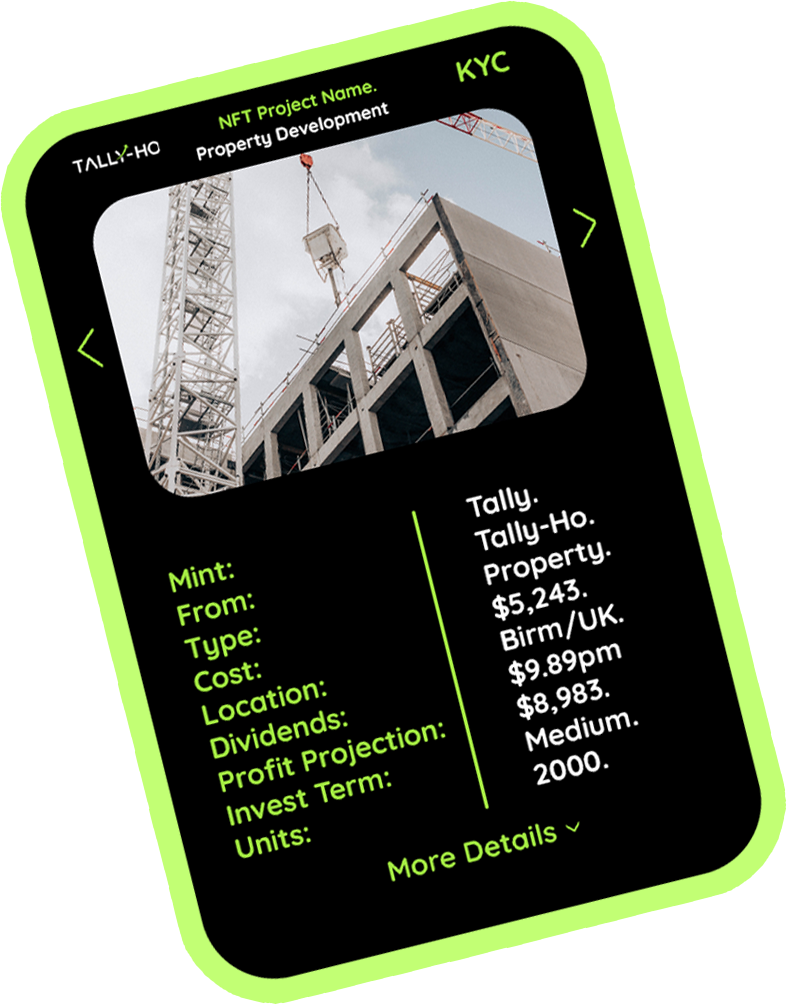 KYC
NFT Project Name.
TALLY-HO
Property Development
Mint: Tally.
From: Tally-Ho.
Type: Property.
Cost: $5,243.
Location: Birm/UK.
Dividends: $9.89pm
Profit Projection: $8,983.
Invest Term: Medium.
Units: 2000.
More Details